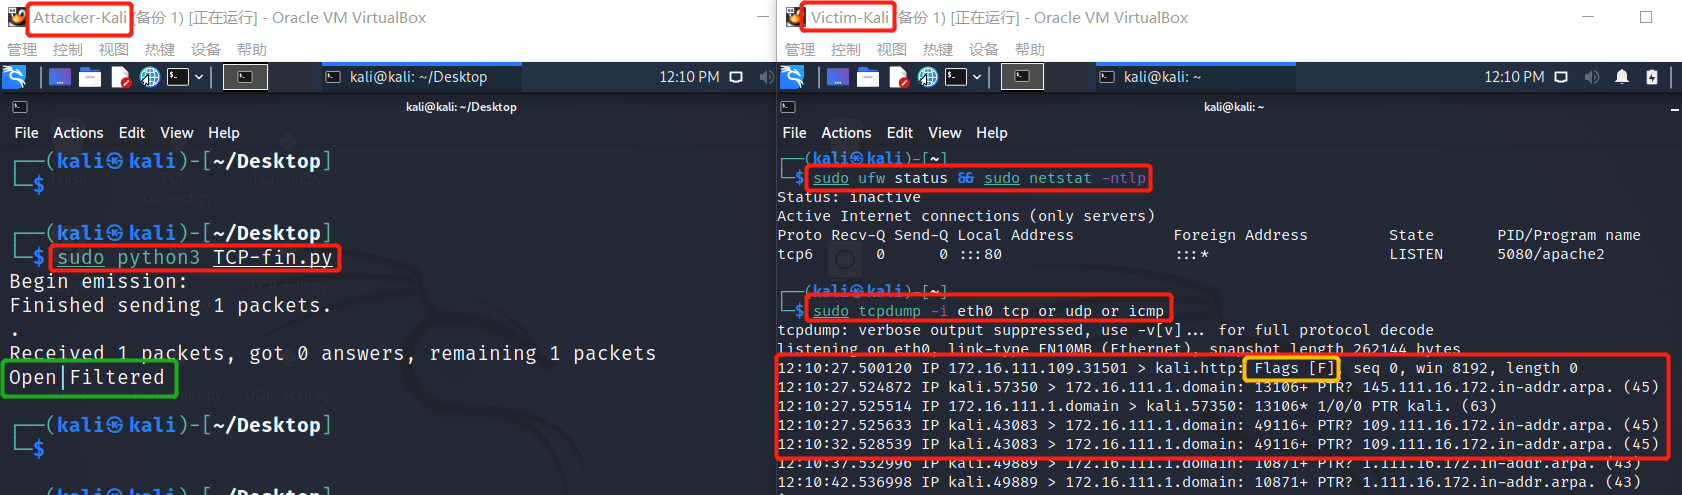 Attacker-Kali (备份 1) [正在运行] - Oracle VM VirtualBox
管理 控制 视图 热键 设备 帮助
kali@kali: ~/Desktop 12:10 PM
kali@kali: ~/Desktop
File Actions Edit View Help
┌──(kali㉿kali)-[~/Desktop]
└─$
┌──(kali㉿kali)-[~/Desktop]
└─$ sudo python3 TCP-fin.py
Begin emission:
Finished sending 1 packets.
.
Received 1 packets, got 0 answers, remaining 1 packets
Open|Filtered
┌──(kali㉿kali)-[~/Desktop]
└─$
┌──(kali㉿kali)-[~/Desktop]
Victim-Kali (备份 1) [正在运行] - Oracle VM VirtualBox
管理 控制 视图 热键 设备 帮助
kali@kali: ~ 12:10 PM
kali@kali: ~
File Actions Edit View Help
┌──(kali㉿kali)-[~]
└─$ sudo ufw status && sudo netstat -ntlp
Status: inactive
Active Internet connections (only servers)
Proto Recv-Q Send-Q Local Address Foreign Address State PID/Program name
tcp6 0 0 :::80 :::* LISTEN 5080/apache2
┌──(kali㉿kali)-[~]
└─$ sudo tcpdump -i eth0 tcp or udp or icmp
tcpdump: verbose output suppressed, use -v[v]... for full protocol decode
listening on eth0, link-type EN10MB (Ethernet), snapshot length 262144 bytes
12:10:27.500120 IP 172.16.111.109.31501 > kali.http: Flags [F], seq 0, win 8192, length 0
12:10:27.524872 IP kali.57350 > 172.16.111.1.domain: 13106+ PTR? 145.111.16.172.in-addr.arpa. (45)
12:10:27.525514 IP 172.16.111.1.domain > kali.57350: 13106* 1/0/0 PTR kali. (63)
12:10:27.525633 IP kali.43083 > 172.16.111.1.domain: 49116+ PTR? 109.111.16.172.in-addr.arpa. (45)
12:10:32.528539 IP kali.43083 > 172.16.111.1.domain: 49116+ PTR? 109.111.16.172.in-addr.arpa. (45)
12:10:37.532996 IP kali.49889 > 172.16.111.1.domain: 10871+ PTR? 1.111.16.172.in-addr.arpa. (43)
12:10:42.536998 IP kali.49889 > 172.16.111.1.domain: 10871+ PTR? 1.111.16.172.in-addr.arpa. (43)